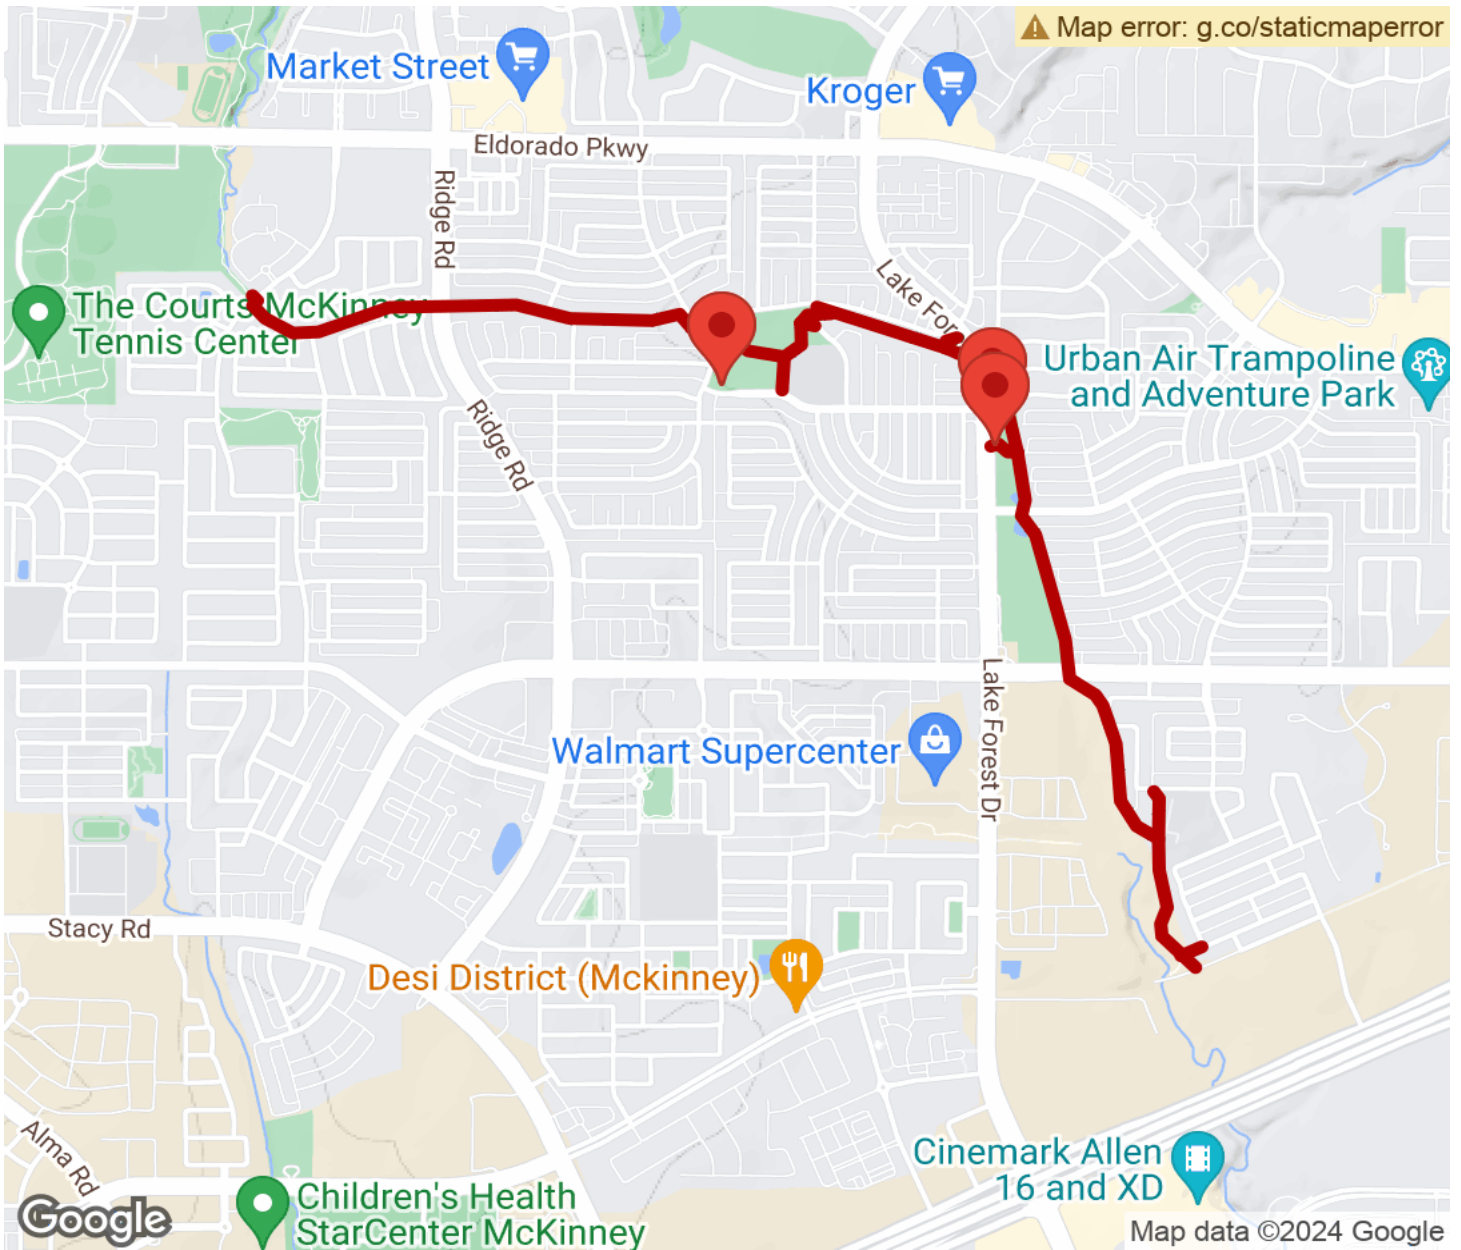 Map error: g.co/staticmaperror
Market Street
Kroger
Eldorado Pkwy
Ridge Rd
Lake For
The Courts McKinney
Tennis Center
Urban Air Trampoline
and Adventure Park
Ridge Rd
Lake Forest Dr
Walmart Supercenter
Stacy Rd
Desi District (Mckinney)
Alma Rd
Cinemark Allen
16 and XD
Children's Health
StarCenter McKinney
Google
Map data ©2024 Google